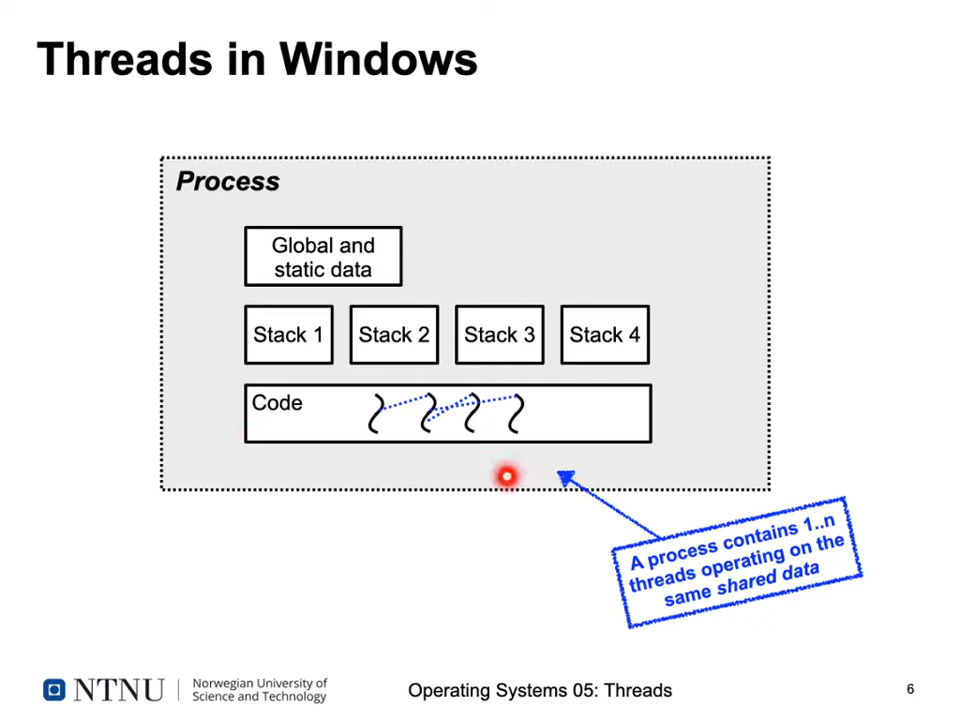 Threads in Windows
Process
Global and
static data
Stack 1
Stack 2
Stack 3
Stack 4
Code
A process contains 1..n
threads operating on the
same shared data
NTNU
Norwegian University of
Science and Technology
Operating Systems 05: Threads
6